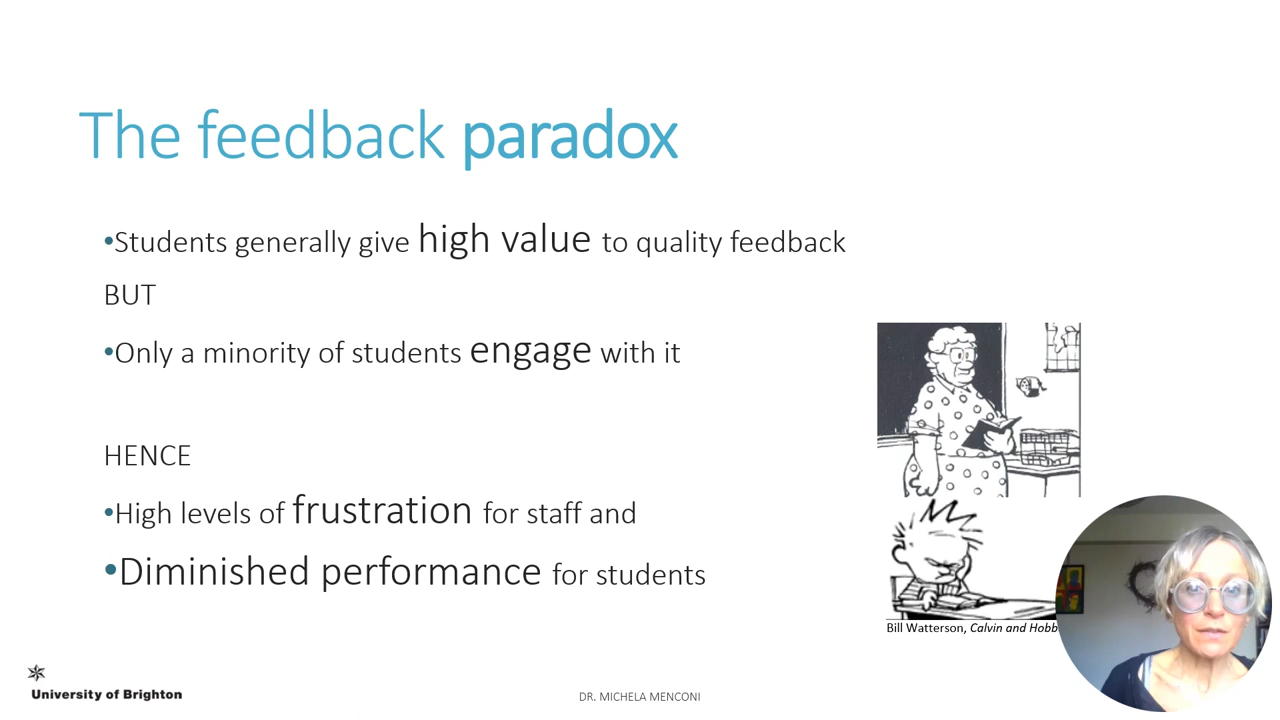 The feedback paradox
•Students generally give high value to quality feedback
BUT
•Only a minority of students engage with it
HENCE
•High levels of frustration for staff and
•Diminished performance for students
Bill Watterson, Calvin and Hobb
University of Brighton
DR. MICHELA MENCONI